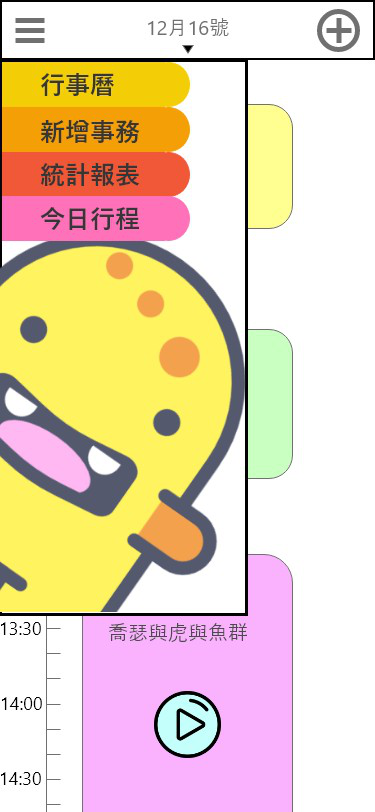 12月16號
行事曆
新增事務
統計報表
今日行程
13:30
喬瑟與虎與魚群
14:00
14:30